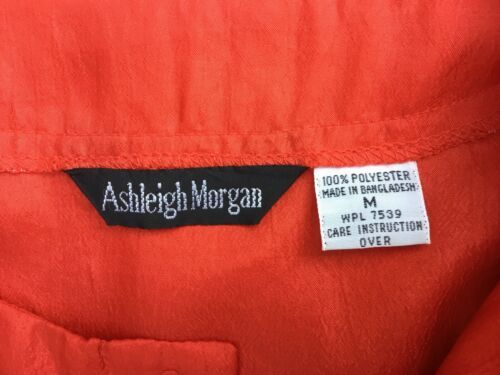 Ashleigh Morgan
100% POLYESTER
MADE IN BANGLADESH
M
WPL 7539
CARE INSTRUCTION
OVER